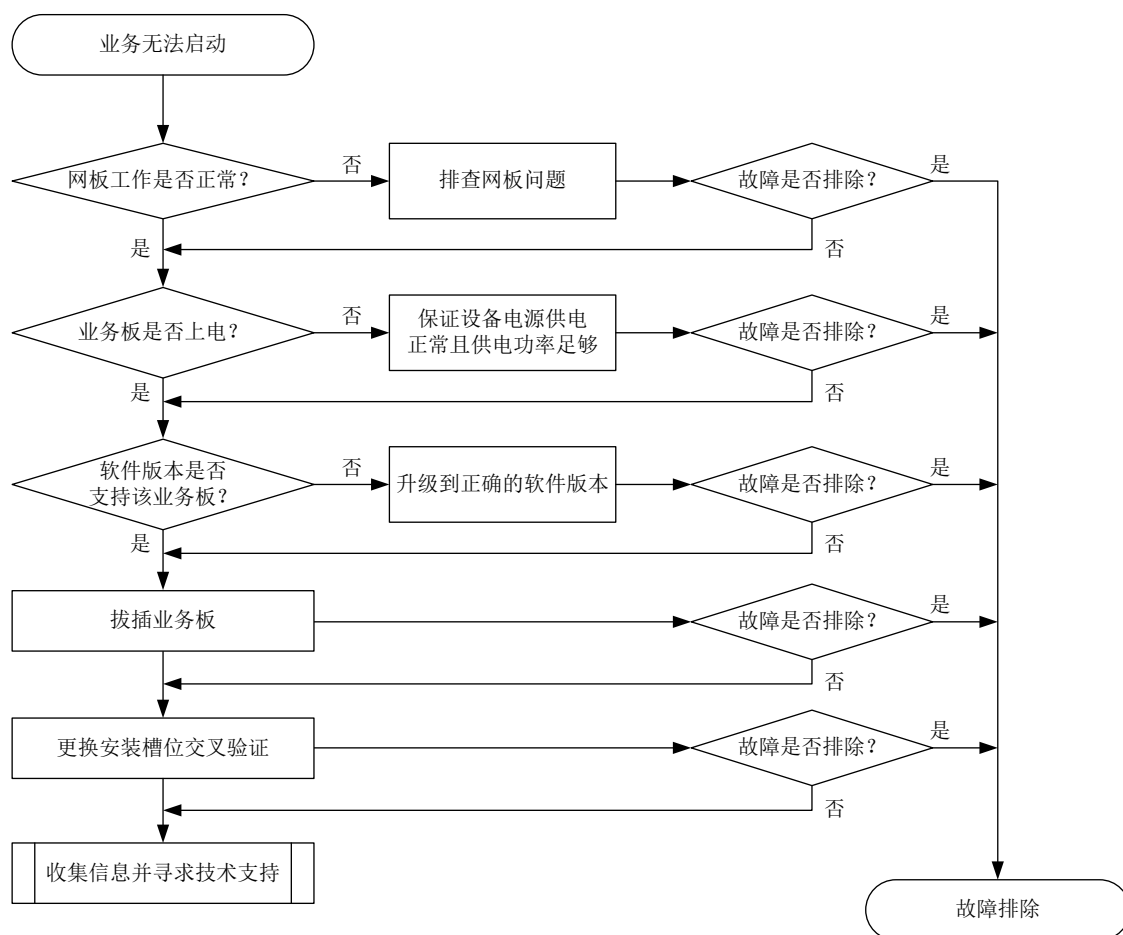 业务无法启动
网板工作是否正常？
否
排查网板问题
故障是否排除？
是
是
否
业务板是否上电？
否
保证设备电源供电
正常且供电功率足够
故障是否排除？
是
是
否
软件版本是否
支持该业务板？
否
升级到正确的软件版本
故障是否排除？
是
是
否
拔插业务板
故障是否排除？
是
否
更换安装槽位交叉验证
故障是否排除？
是
否
收集信息并寻求技术支持
故障排除